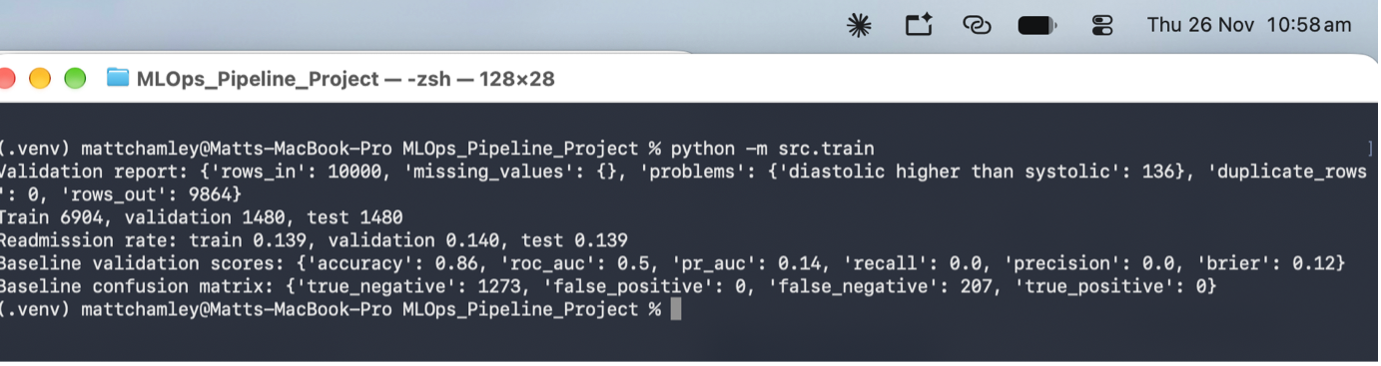 Thu 26 Nov 10:58 am
MLOps_Pipeline_Project — -zsh — 128×28
(.venv) mattchamley@Matts-MacBook-Pro MLOps_Pipeline_Project % python -m src.train
Validation report: {'rows_in': 10000, 'missing_values': {}, 'problems': {'diastolic higher than systolic': 136}, 'duplicate_rows
': 0, 'rows_out': 9864}
Train 6904, validation 1480, test 1480
Readmission rate: train 0.139, validation 0.140, test 0.139
Baseline validation scores: {'accuracy': 0.86, 'roc_auc': 0.5, 'pr_auc': 0.14, 'recall': 0.0, 'precision': 0.0, 'brier': 0.12}
Baseline confusion matrix: {'true_negative': 1273, 'false_positive': 0, 'false_negative': 207, 'true_positive': 0}
(.venv) mattchamley@Matts-MacBook-Pro MLOps_Pipeline_Project %